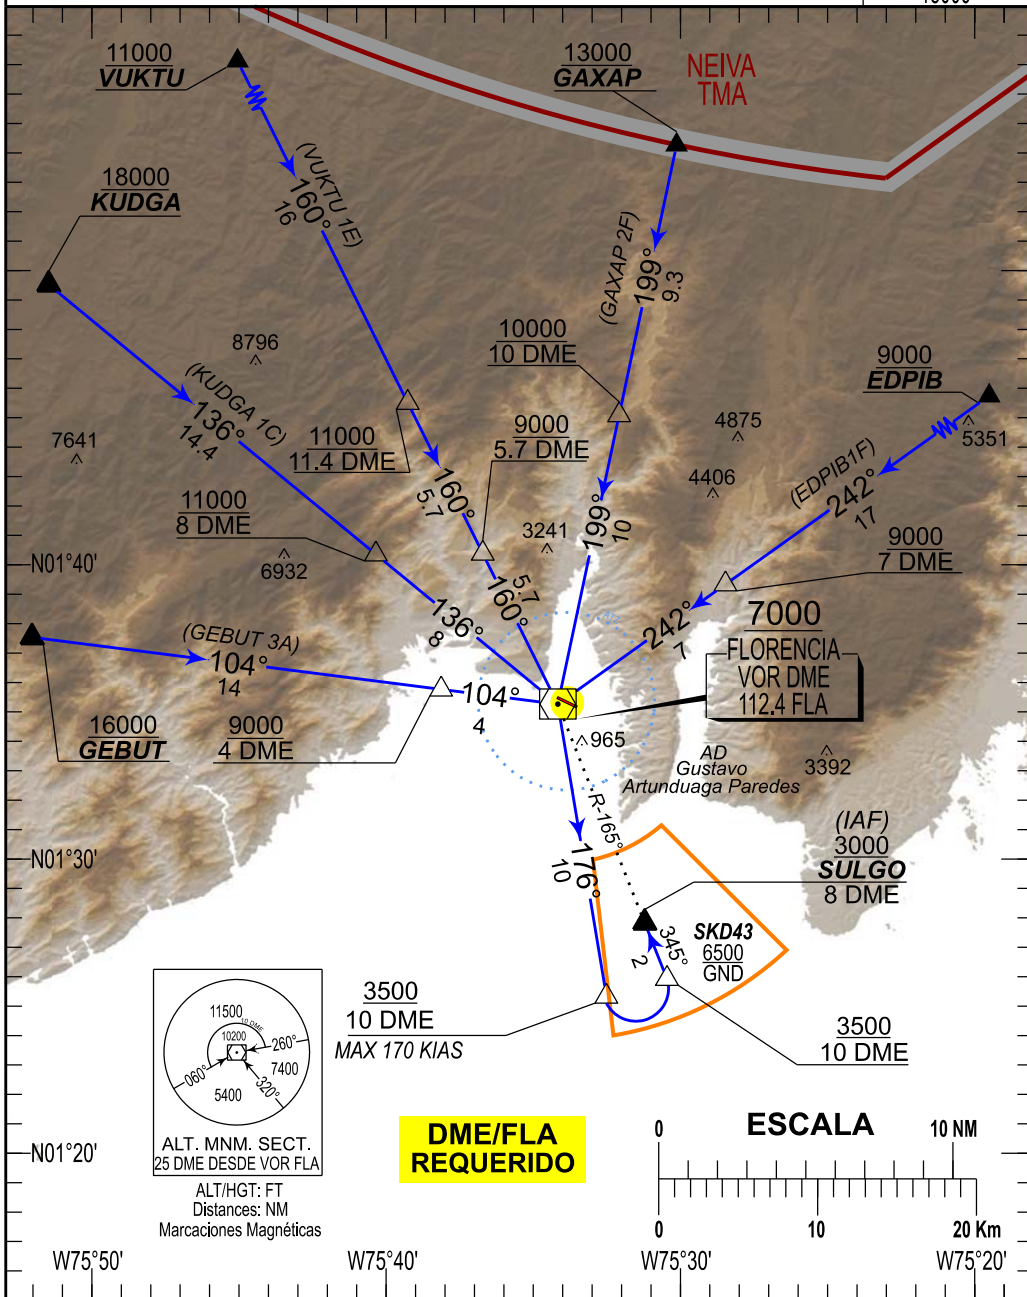 11000
VUKTU
13000
GAXAP
NEIVA
TMA
18000
KUDGA
(VUKTU 1E)
160°
16
(GAXAP 2F)
199°
9.3
8796
10000
10 DME
9000
EDPIB
5351
(KUDGA 1C)
136°
14.4
7641
11000
11.4 DME
9000
5.7 DME
4875
4406
(EDPIB1F)
242°
17
160°
5.7
11000
8 DME
3241
199°
10
9000
7 DME
N01°40'
6932
5.7
160°
136°
8
242°
7
7000
FLORENCIA
VOR DME
112.4 FLA
(GEBUT 3A)
104°
14
104°
4
16000
GEBUT
9000
4 DME
965
AD
Gustavo
Artunduaga Paredes
3392
R-165°
(IAF)
3000
SULGO
8 DME
N01°30'
176°
10
345°
2
SKD43
6500
GND
3500
10 DME
MAX 170 KIAS
3500
10 DME
11500
10 DME
10200
260°
060°
7400
320°
5400
ALT. MNM. SECT.
25 DME DESDE VOR FLA
ALT/HGT: FT
Distances: NM
Marcaciones Magnéticas
DME/FLA
REQUERIDO
ESCALA
0
10 NM
0
10
20 Km
N01°20'
W75°50'
W75°40'
W75°30'
W75°20'